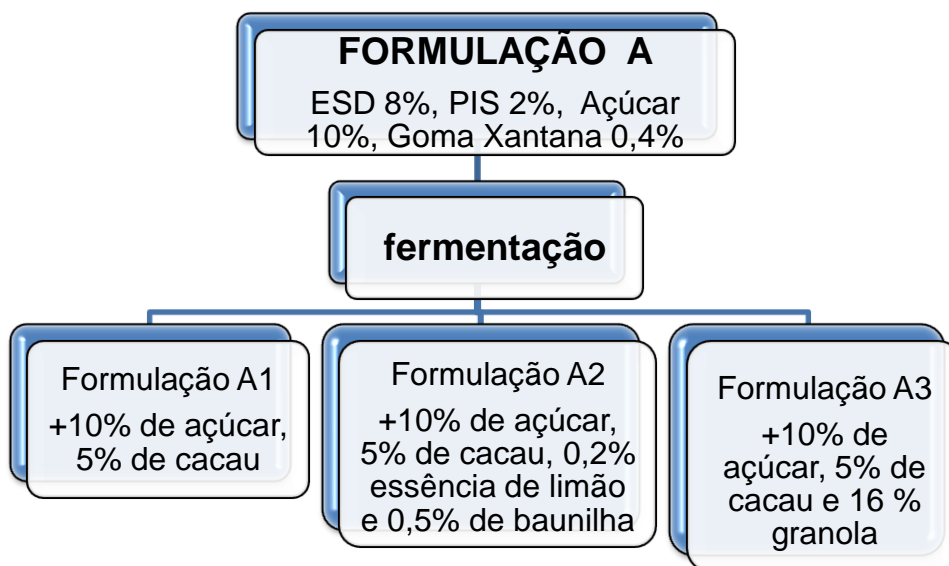 FORMULAÇÃO A
ESD 8%, PIS 2%, Açúcar
10%, Goma Xantana 0,4%
fermentação
Formulação A1
+10% de açúcar,
5% de cacau
Formulação A2
+10% de açúcar,
5% de cacau, 0,2%
essência de limão
e 0,5% de baunilha
Formulação A3
+10% de
açúcar, 5% de
cacau e 16 %
granola